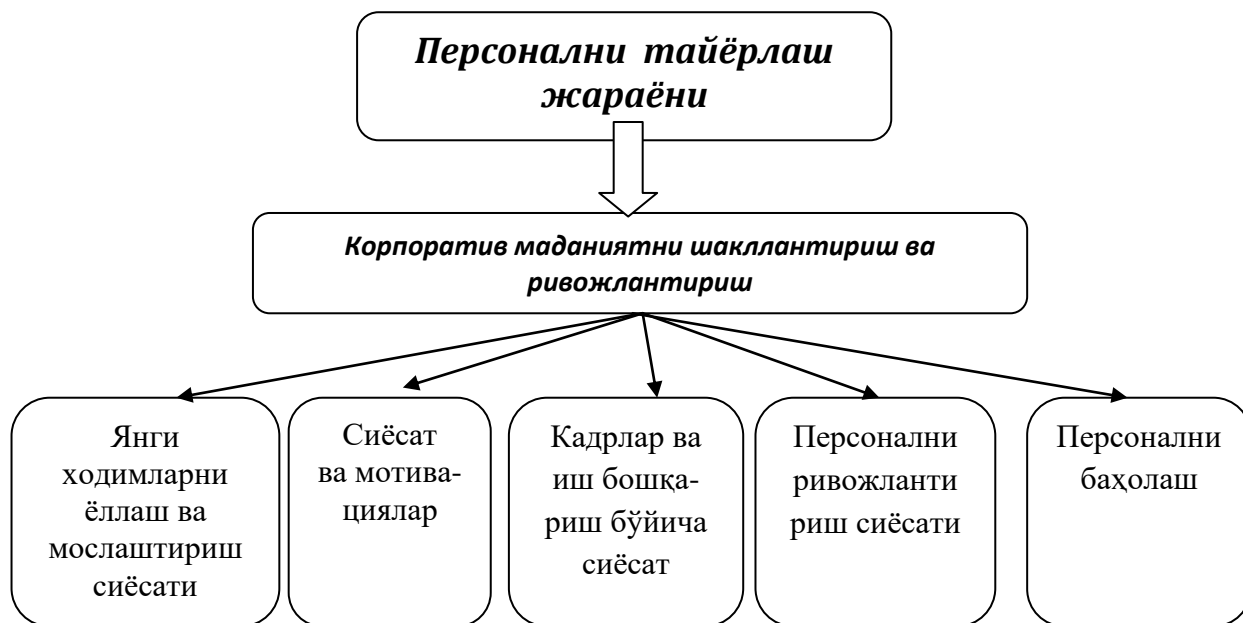 Персонални тайёрлаш
жараёни
Корпоратив маданиятни шакллантириш ва
ривожлантириш
Янги
ходимларни
ёллаш ва
мослаштириш
сиёсати
Сиёсат
ва мотива-
циялар
Кадрлар ва
иш бошқа-
риш бўйича
сиёсат
Персонални
ривожланти
риш сиёсати
Персонални
баҳолаш